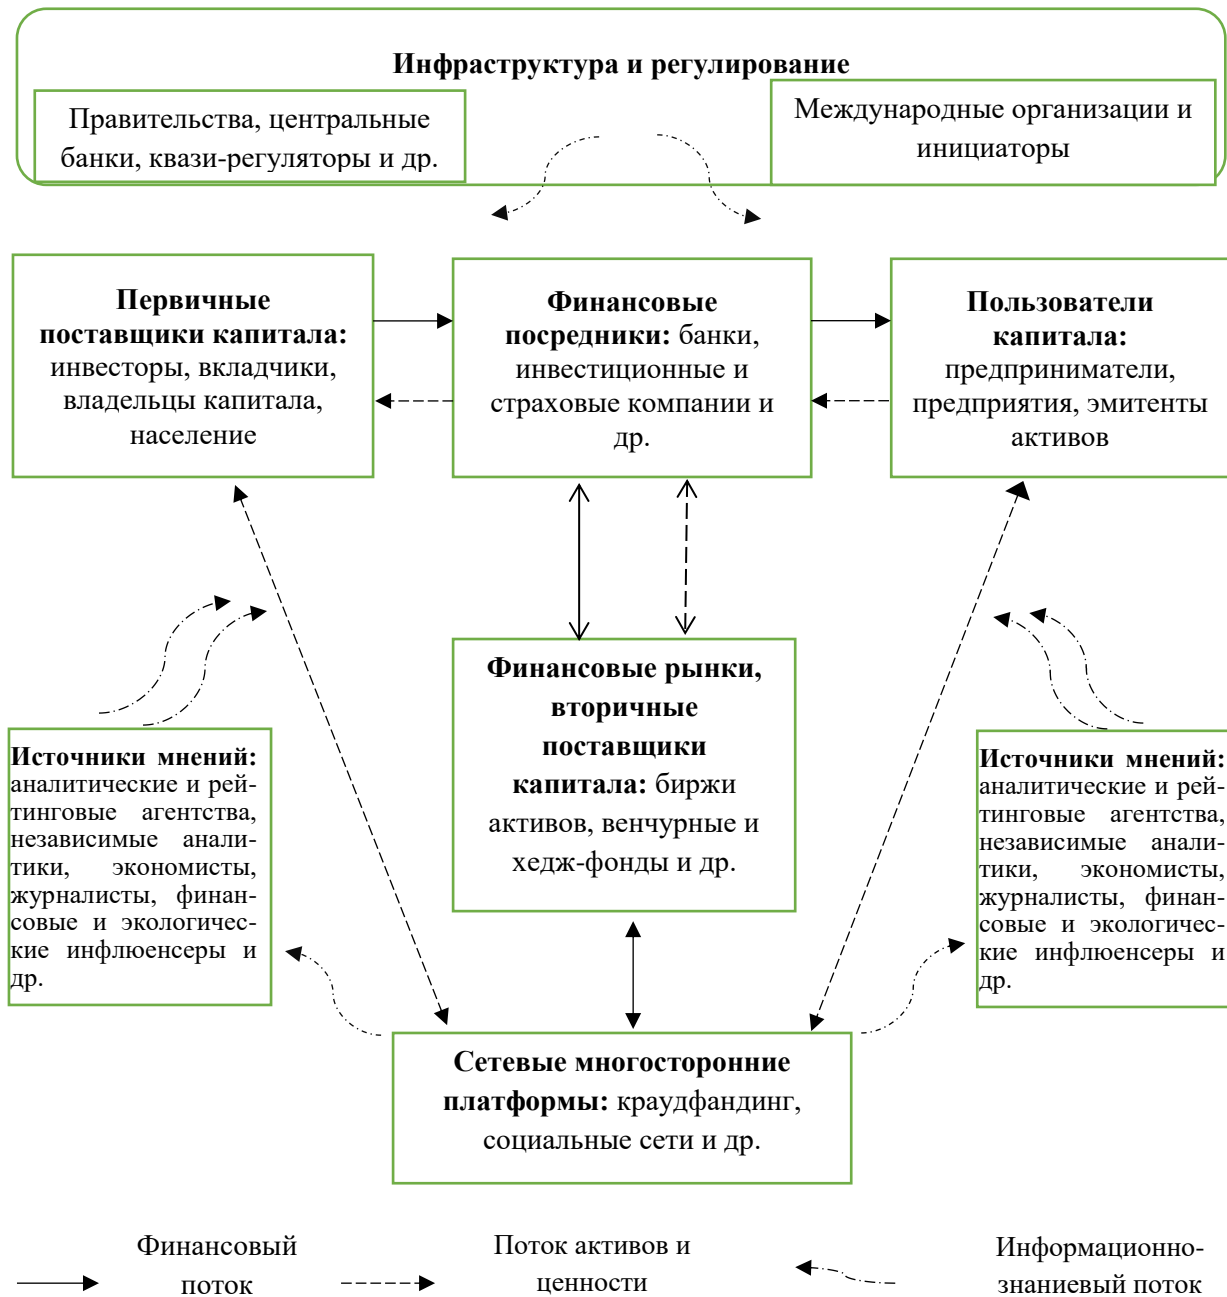 Инфраструктура и регулирование
Правительства, центральные
банки, квази-регуляторы и др.
Международные организации и
инициаторы
Первичные
поставщики капитала:
инвесторы, вкладчики,
владельцы капитала,
население
Финансовые
посредники: банки,
инвестиционные и
страховые компании и
др.
Пользователи
капитала:
предприниматели,
предприятия, эмитенты
активов
Финансовые рынки,
вторичные
поставщики
капитала: биржи
активов, венчурные и
хедж-фонды и др.
Источники мнений:
аналитические и рей-
тинговые агентства,
независимые анали-
тики, экономисты,
журналисты, финан-
совые и экологичес-
кие инфлюенсеры и
др.
Источники мнений:
аналитические и рей-
тинговые агентства,
независимые анали-
тики, экономисты,
журналисты, финан-
совые и экологичес-
кие инфлюенсеры и
др.
Сетевые многосторонние
платформы: краудфандинг,
социальные сети и др.
Финансовый
поток
Поток активов и
ценности
Информационно-
знаниевый поток